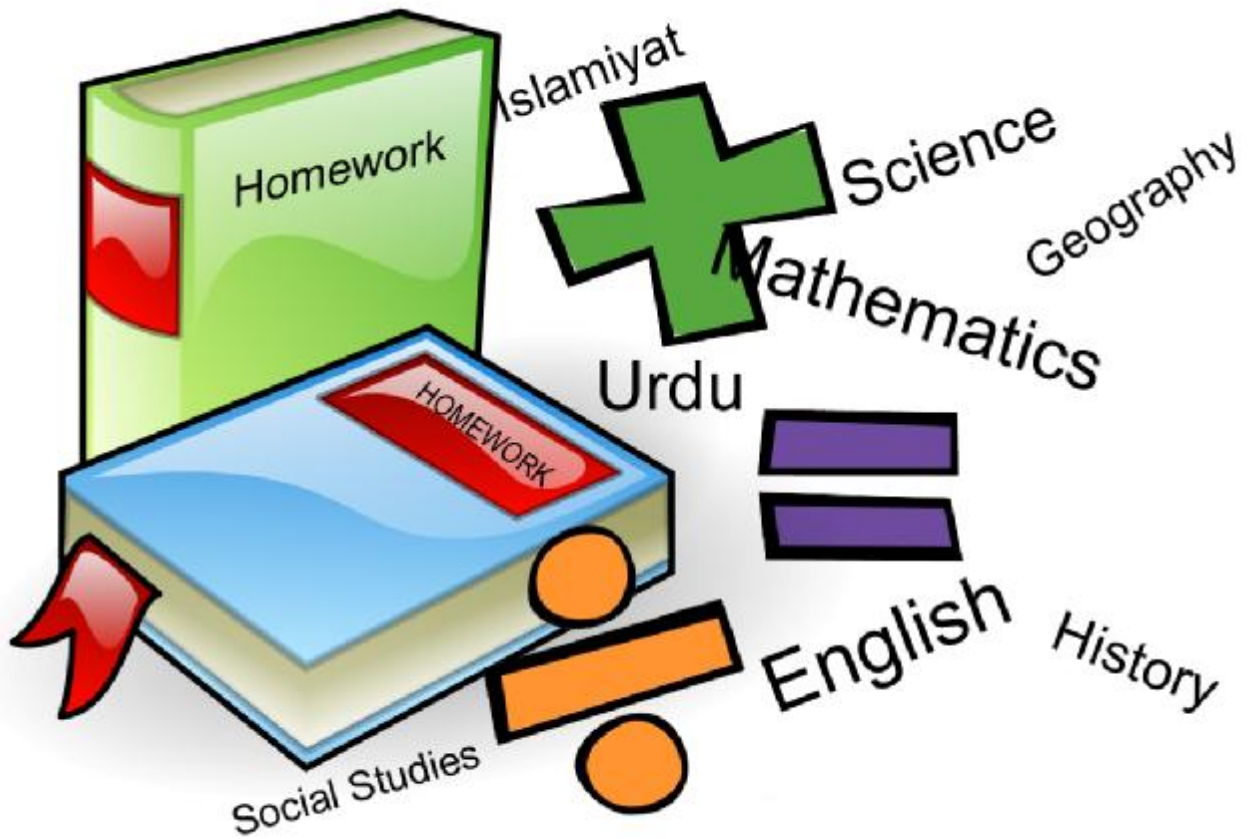 Islamiyat
Homework
Science
Geography
Mathematics
Urdu
HOMEWORK
English
History
Social Studies